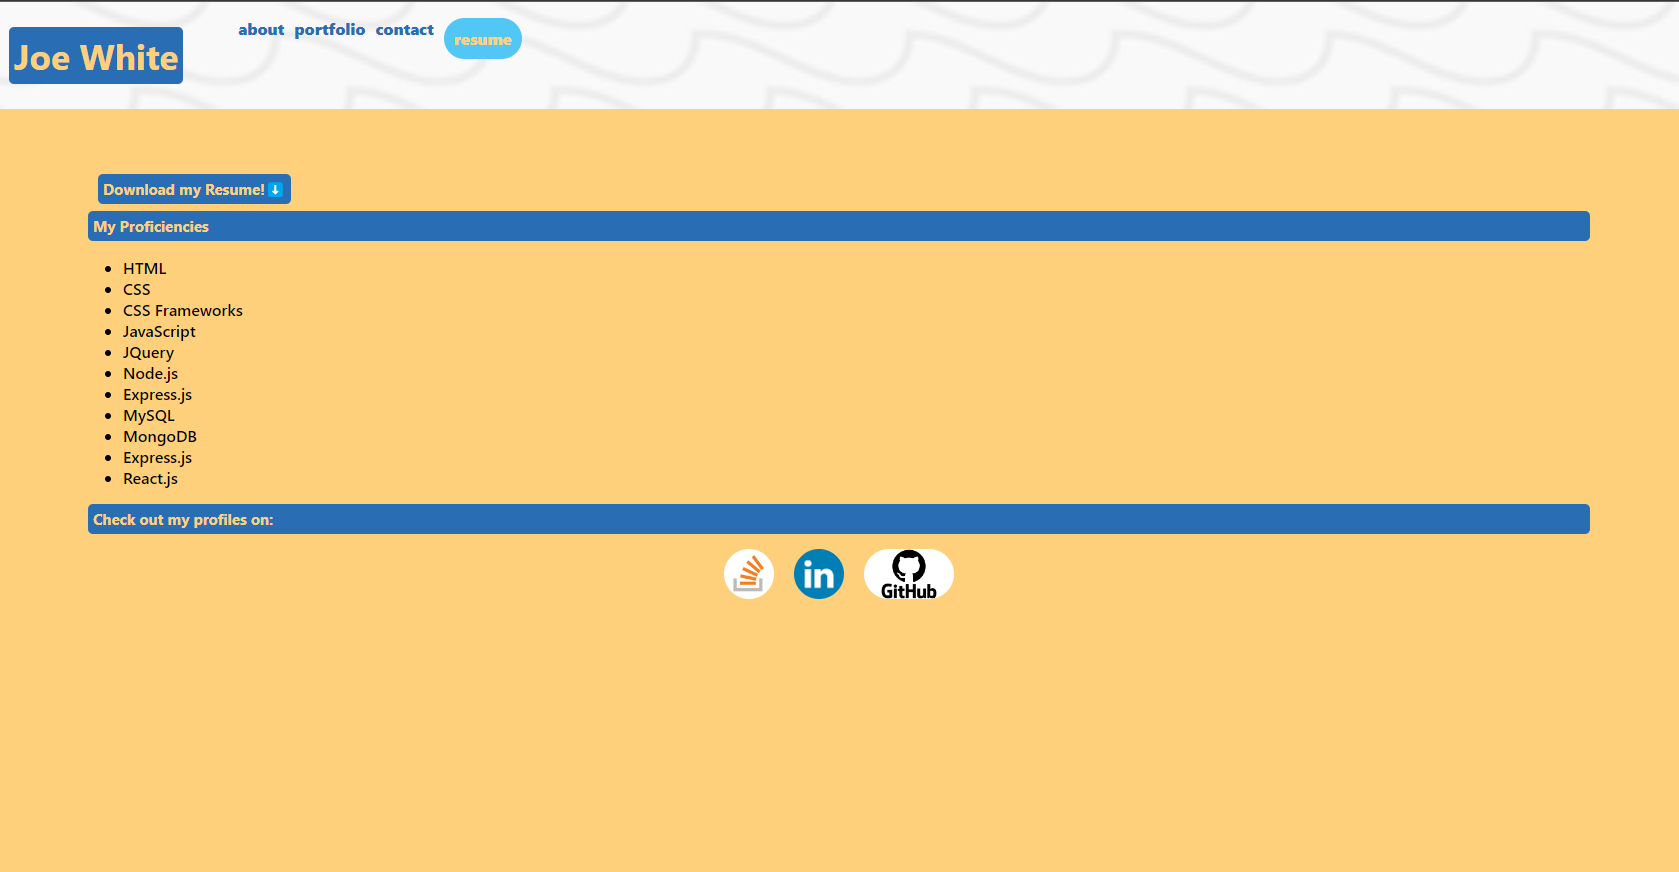 Joe White
about portfolio contact resume
Download my Resume!
My Proficiencies
HTML
CSS
CSS Frameworks
JavaScript
JQuery
Node.js
Express.js
MySQL
MongoDB
Express.js
React.js
Check out my profiles on:
in
GitHub